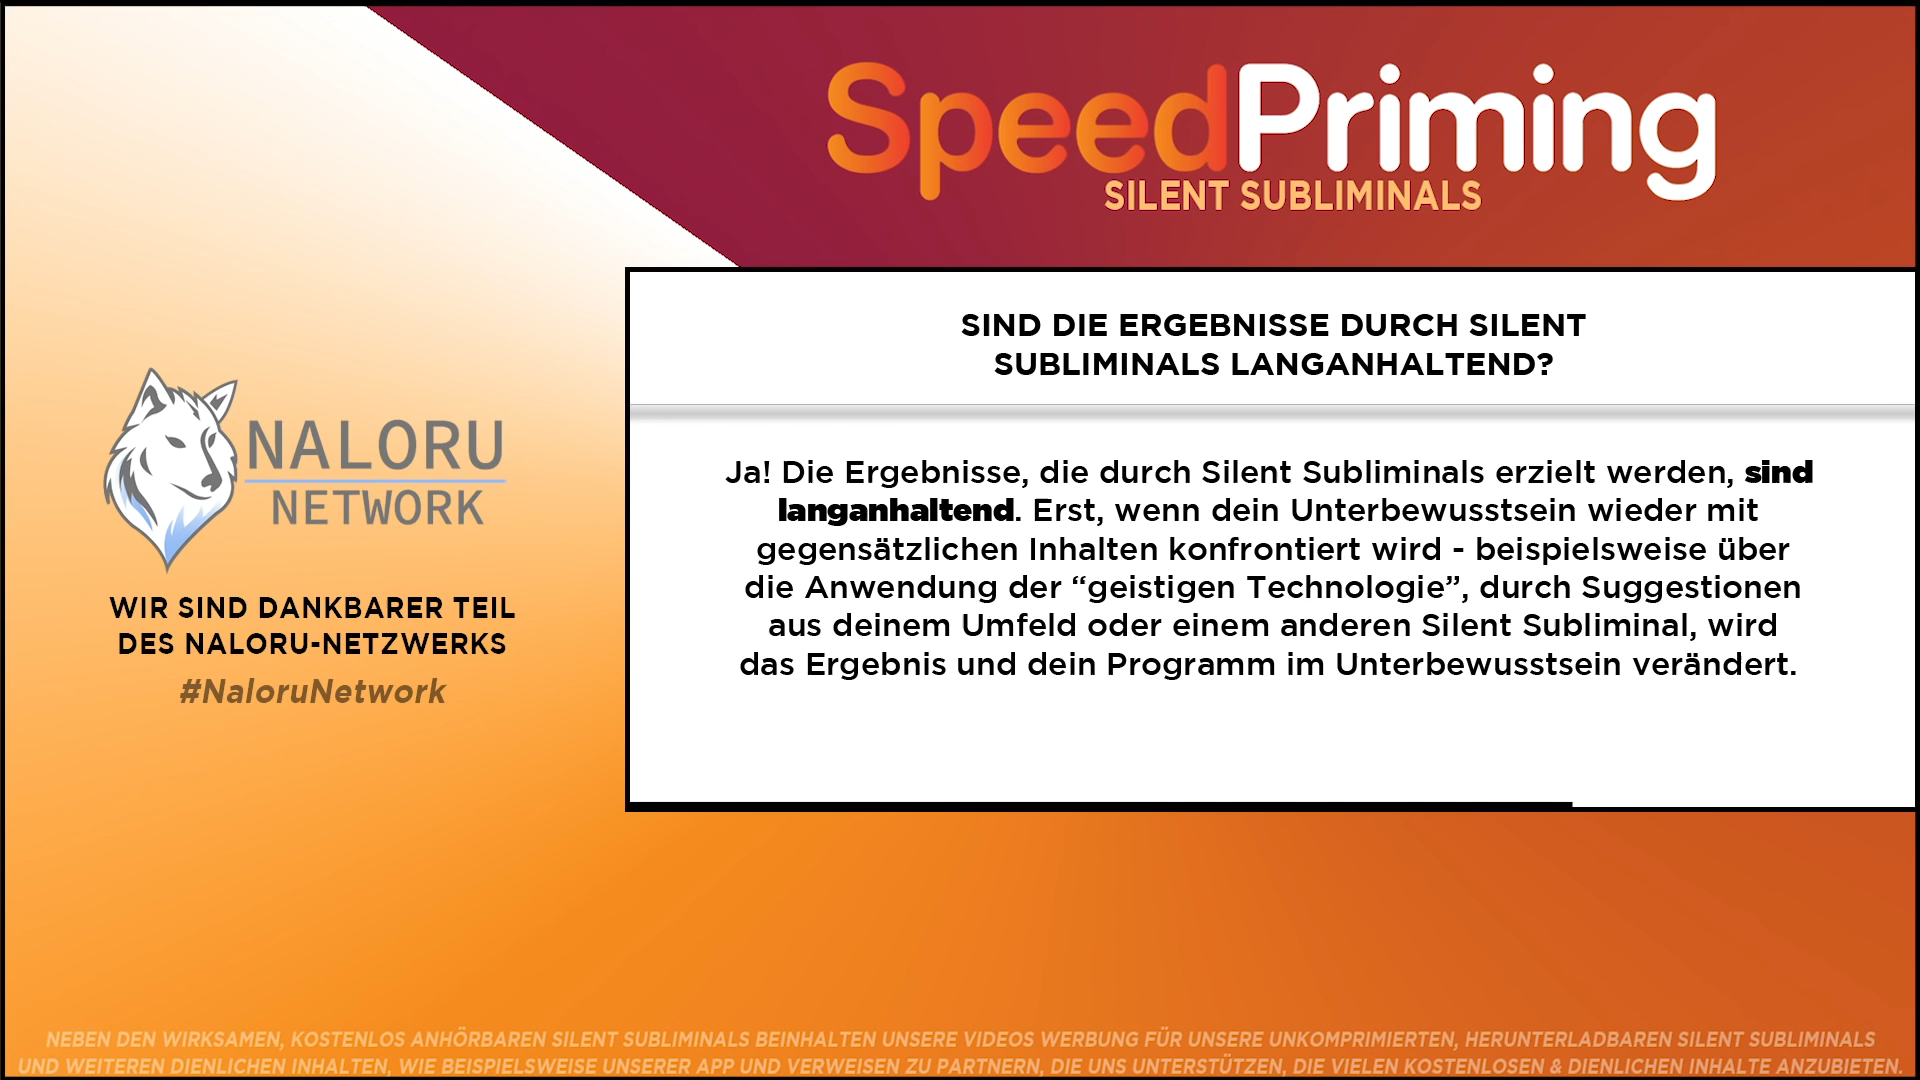 SpeedPriming
SILENT SUBLIMINALS
SIND DIE ERGEBNISSE DURCH SILENT
SUBLIMINALS LANGANHALTEND?
Ja! Die Ergebnisse, die durch Silent Subliminals erzielt werden, sind
langanhaltend. Erst, wenn dein Unterbewusstsein wieder mit
gegensätzlichen Inhalten konfrontiert wird - beispielsweise über
die Anwendung der “geistigen Technologie”, durch Suggestionen
aus deinem Umfeld oder einem anderen Silent Subliminal, wird
das Ergebnis und dein Programm im Unterbewusstsein verändert.
NALORU
NETWORK
WIR SIND DANKBARER TEIL
DES NALORU-NETZWERKS
#NaloruNetwork
NEBEN DEN WIRKSAMEN, KOSTENLOS ANHÖRBAREN SILENT SUBLIMINALS BEINHALTEN UNSERE VIDEOS WERBUNG FÜR UNSERE UNKOMPRIMIERTEN, HERUNTERLADBAREN SILENT SUBLIMINALS
UND WEITEREN DIENLICHEN INHALTEN, WIE BEISPIELSWEISE UNSERER APP UND VERWEISEN ZU PARTNERN, DIE UNS UNTERSTÜTZEN, DIE VIELEN KOSTENLOSEN & DIENLICHEN INHALTE ANZUBIETEN.